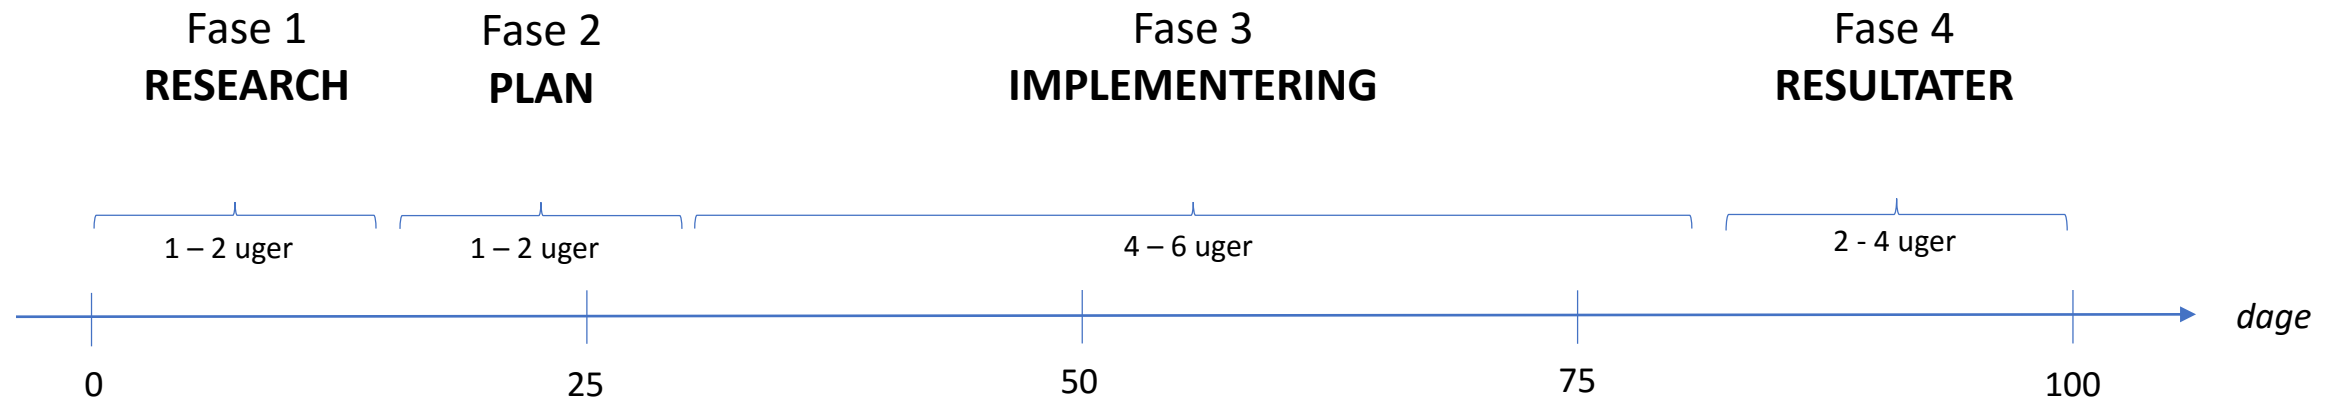 Fase 1
RESEARCH
Fase 2
PLAN
Fase 3
IMPLEMENTERING
Fase 4
RESULTATER
1 – 2 uger
1 – 2 uger
4 – 6 uger
2 - 4 uger
dage
0
25
50
75
100